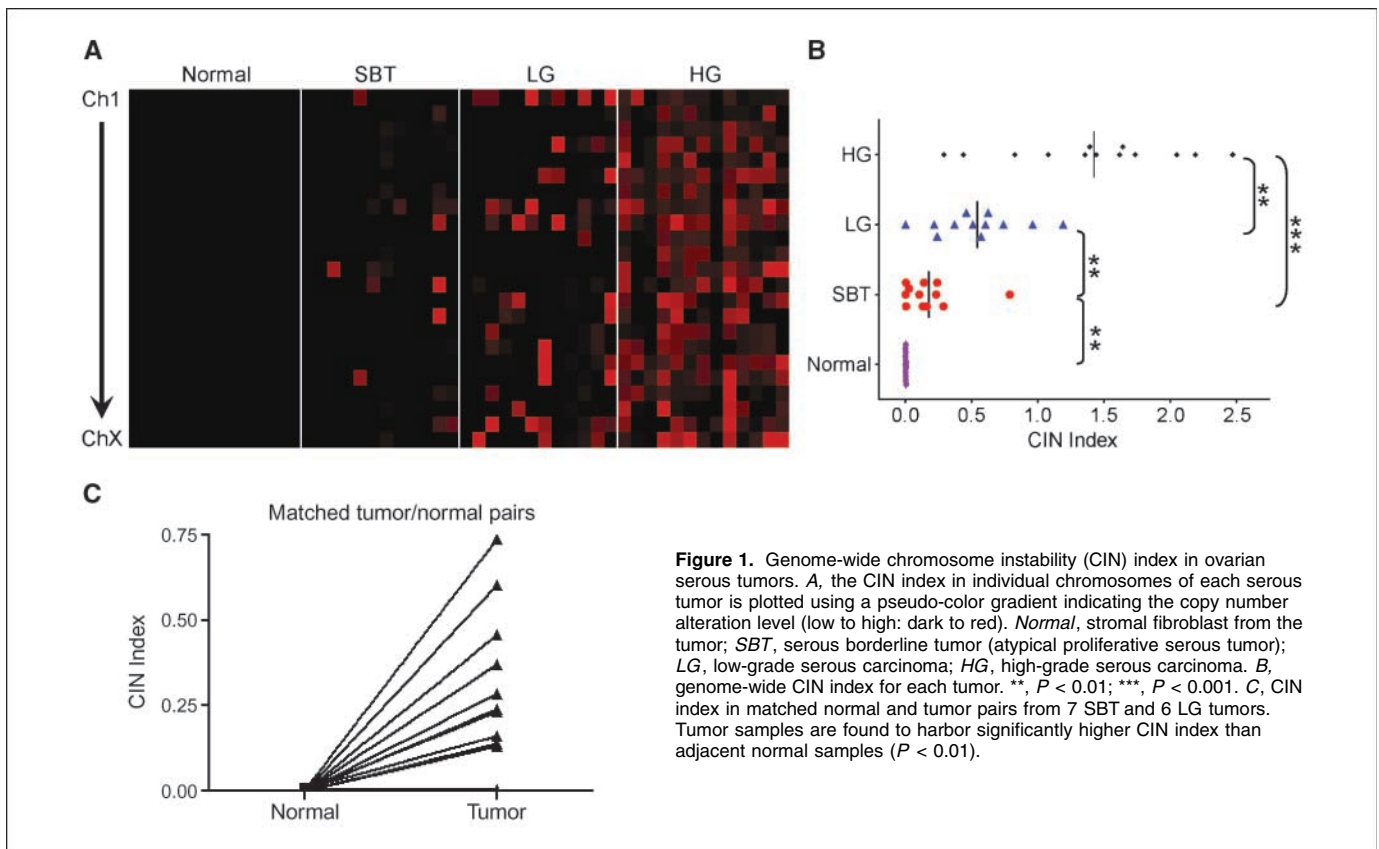 A
Normal SBT LG HG
Ch1
ChX
B
HG
LG
SBT
Normal
**
***
**
**
0.0 0.5 1.0 1.5 2.0 2.5
CIN Index
C
Matched tumor/normal pairs
0.75
0.50
0.25
0.00
CIN Index
Normal Tumor
Figure 1. Genome-wide chromosome instability (CIN) index in ovarian
serous tumors. A, the CIN index in individual chromosomes of each serous
tumor is plotted using a pseudo-color gradient indicating the copy number
alteration level (low to high: dark to red). Normal, stromal fibroblast from the
tumor; SBT, serous borderline tumor (atypical proliferative serous tumor);
LG, low-grade serous carcinoma; HG, high-grade serous carcinoma. B,
genome-wide CIN index for each tumor. **, P < 0.01; ***, P < 0.001. C, CIN
index in matched normal and tumor pairs from 7 SBT and 6 LG tumors.
Tumor samples are found to harbor significantly higher CIN index than
adjacent normal samples (P < 0.01).